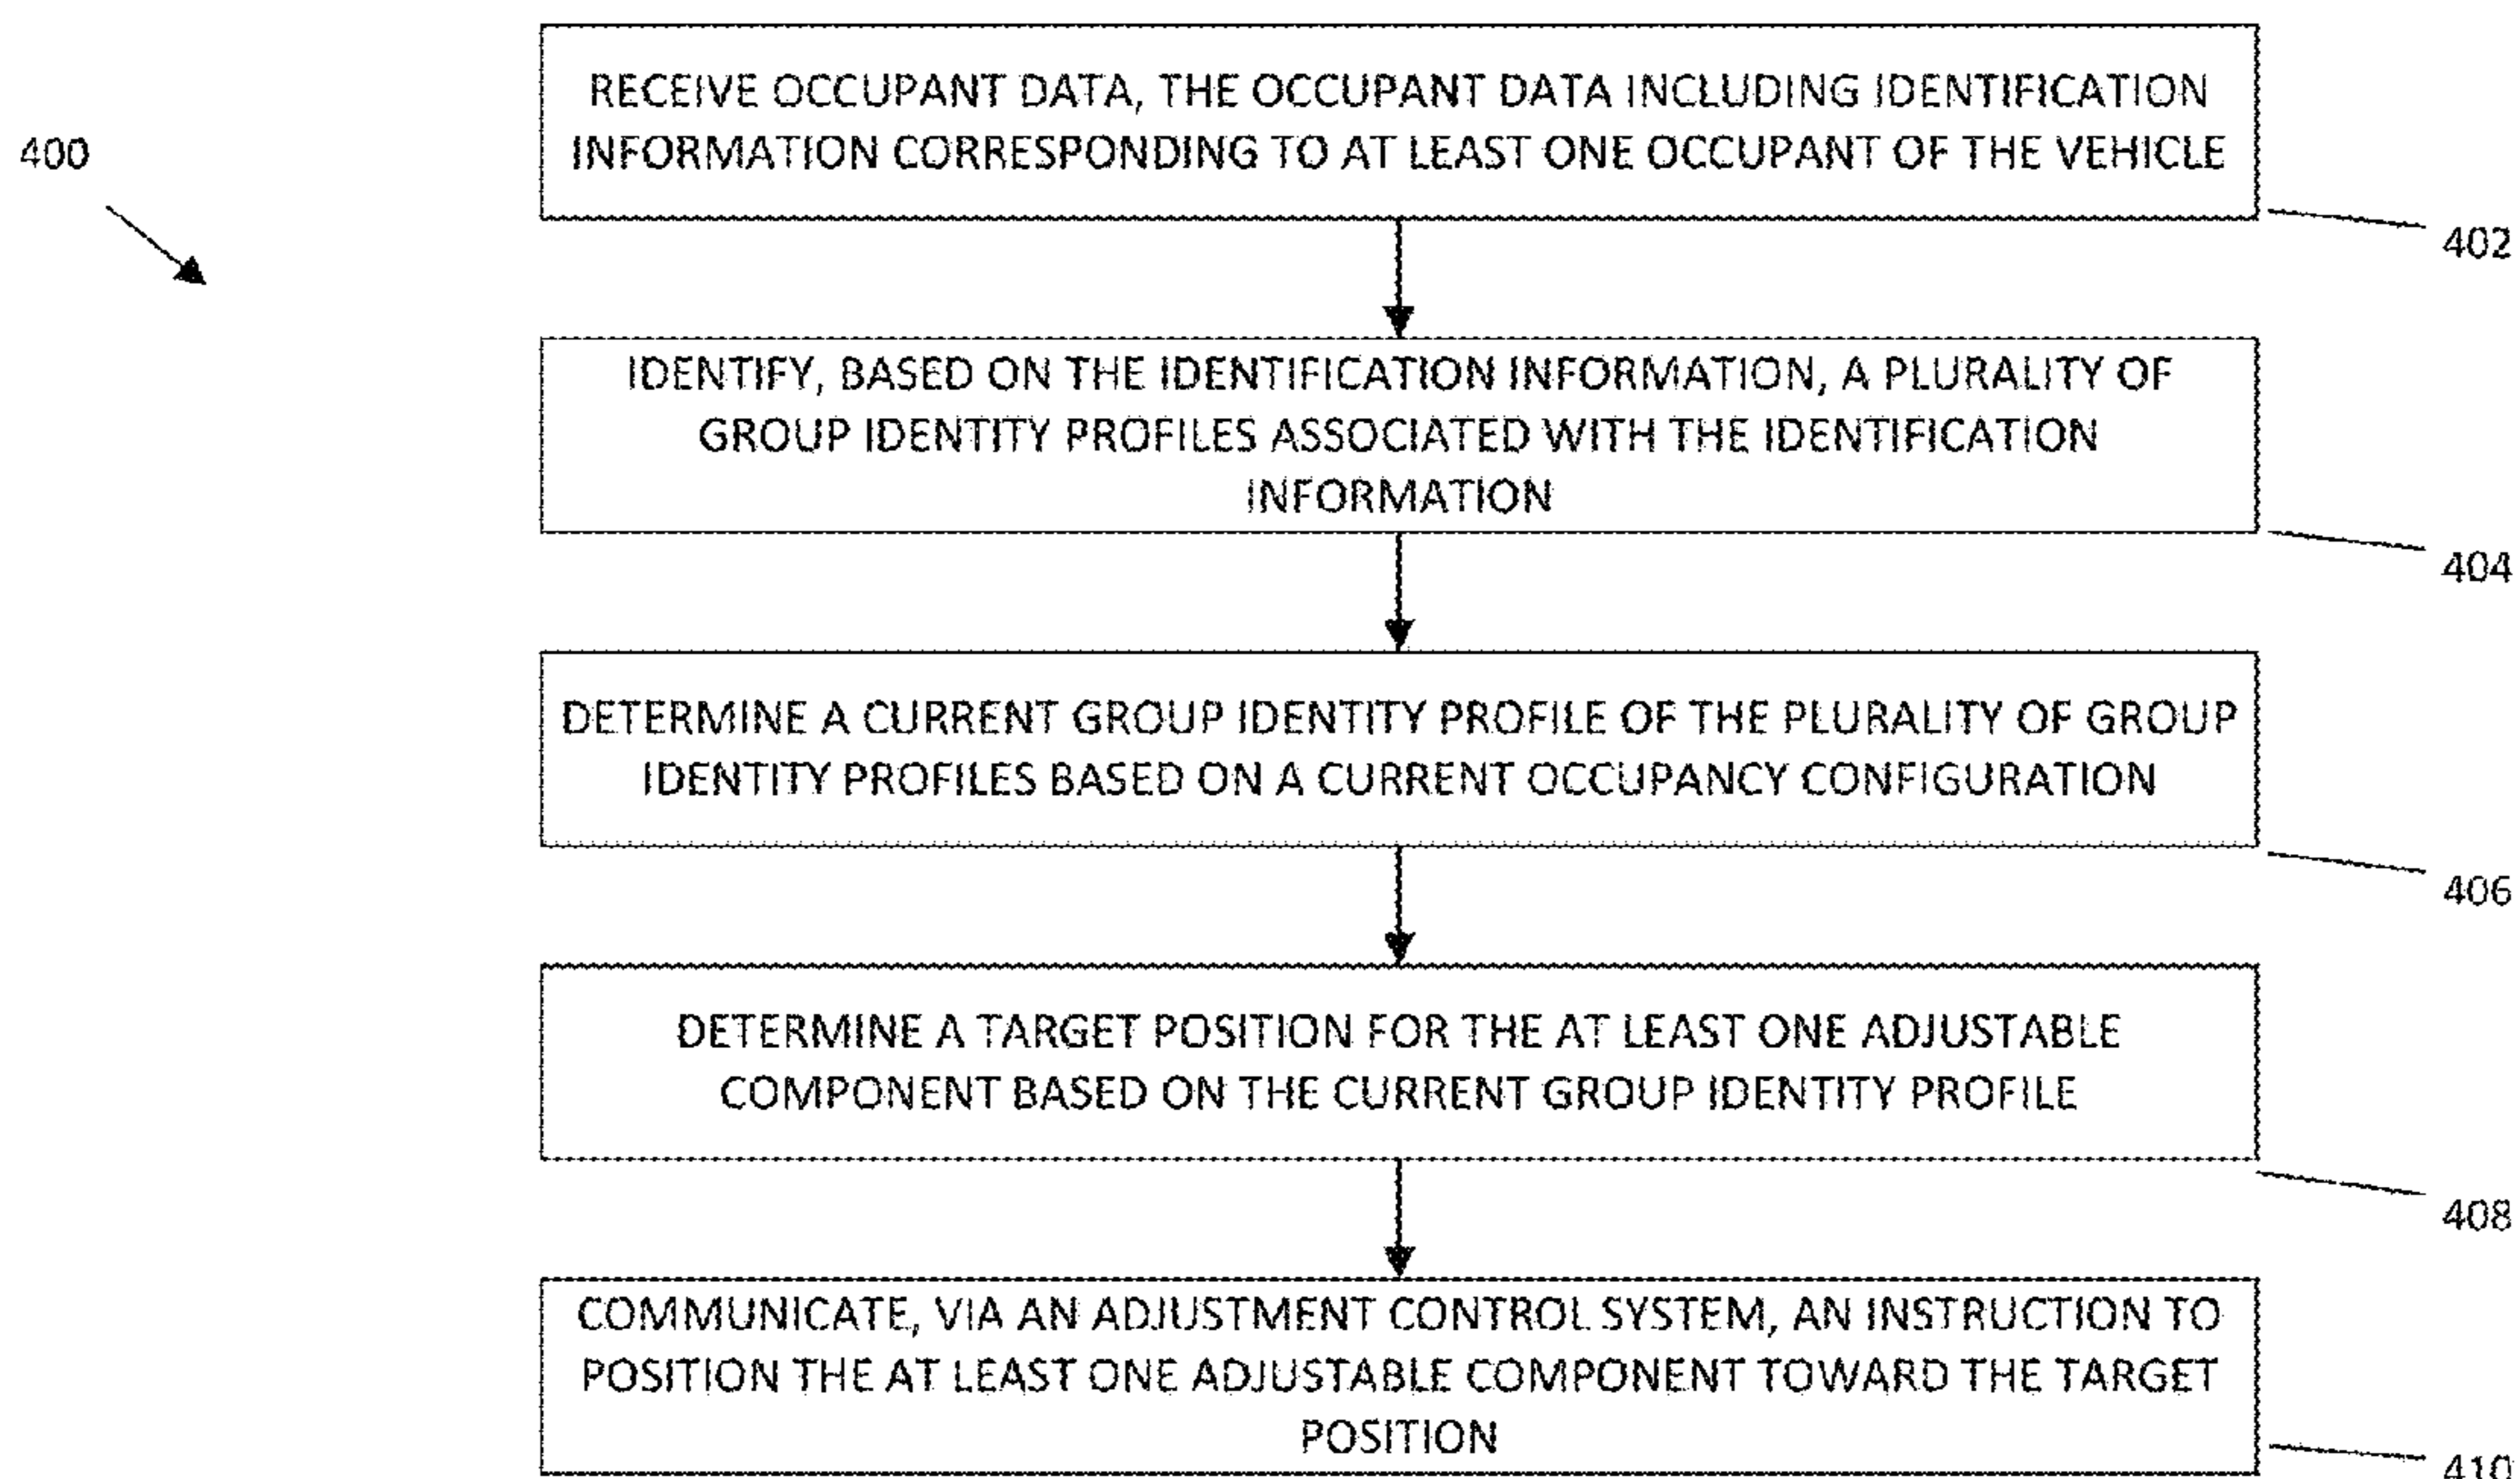 400
RECEIVE OCCUPANT DATA, THE OCCUPANT DATA INCLUDING IDENTIFICATION
INFORMATION CORRESPONDING TO AT LEAST ONE OCCUPANT OF THE VEHICLE
402
IDENTIFY, BASED ON THE IDENTIFICATION INFORMATION, A PLURALITY OF
GROUP IDENTITY PROFILES ASSOCIATED WITH THE IDENTIFICATION
INFORMATION
404
DETERMINE A CURRENT GROUP IDENTITY PROFILE OF THE PLURALITY OF GROUP
IDENTITY PROFILES BASED ON A CURRENT OCCUPANCY CONFIGURATION
406
DETERMINE A TARGET POSITION FOR THE AT LEAST ONE ADJUSTABLE
COMPONENT BASED ON THE CURRENT GROUP IDENTITY PROFILE
408
COMMUNICATE, VIA AN ADJUSTMENT CONTROL SYSTEM, AN INSTRUCTION TO
POSITION THE AT LEAST ONE ADJUSTABLE COMPONENT TOWARD THE TARGET
POSITION
410